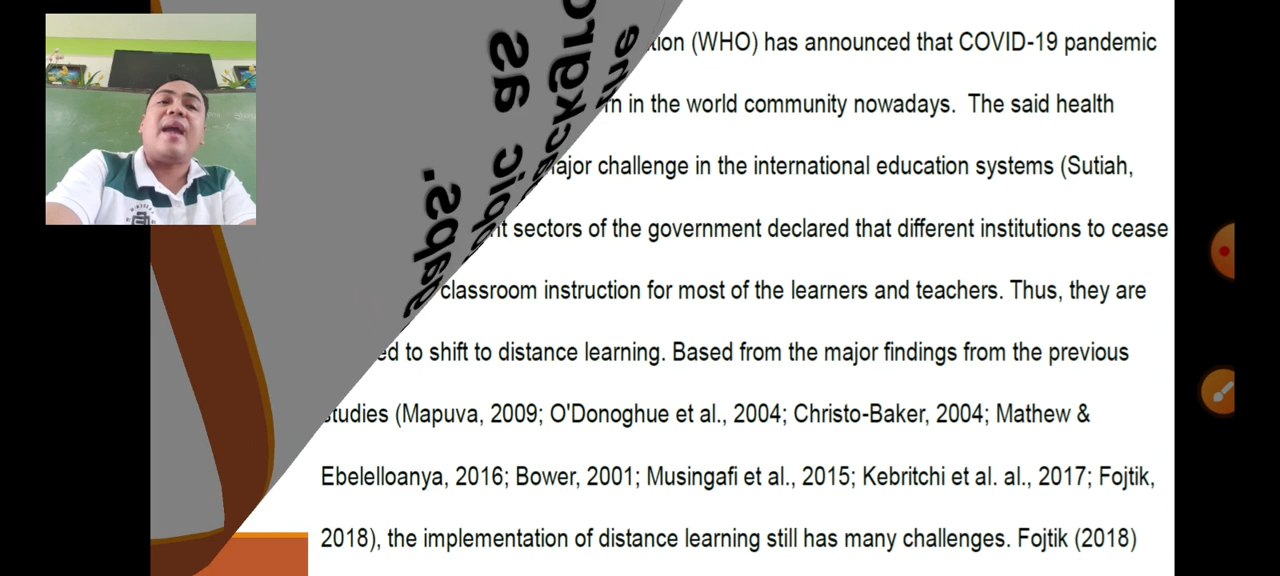 (WHO) has announced that COVID-19 pandemic
in the world community nowadays. The said health
challenge in the international education systems (Sutiah,
sectors of the government declared that different institutions to cease
classroom instruction for most of the learners and teachers. Thus, they are
to shift to distance learning. Based from the major findings from the previous
studies (Mapuva, 2009; O'Donoghue et al., 2004; Christo-Baker, 2004; Mathew &
Ebelelloanya, 2016; Bower, 2001; Musingafi et al., 2015; Kebritchi et al. al., 2017; Fojtik,
2018), the implementation of distance learning still has many challenges. Fojtik (2018)